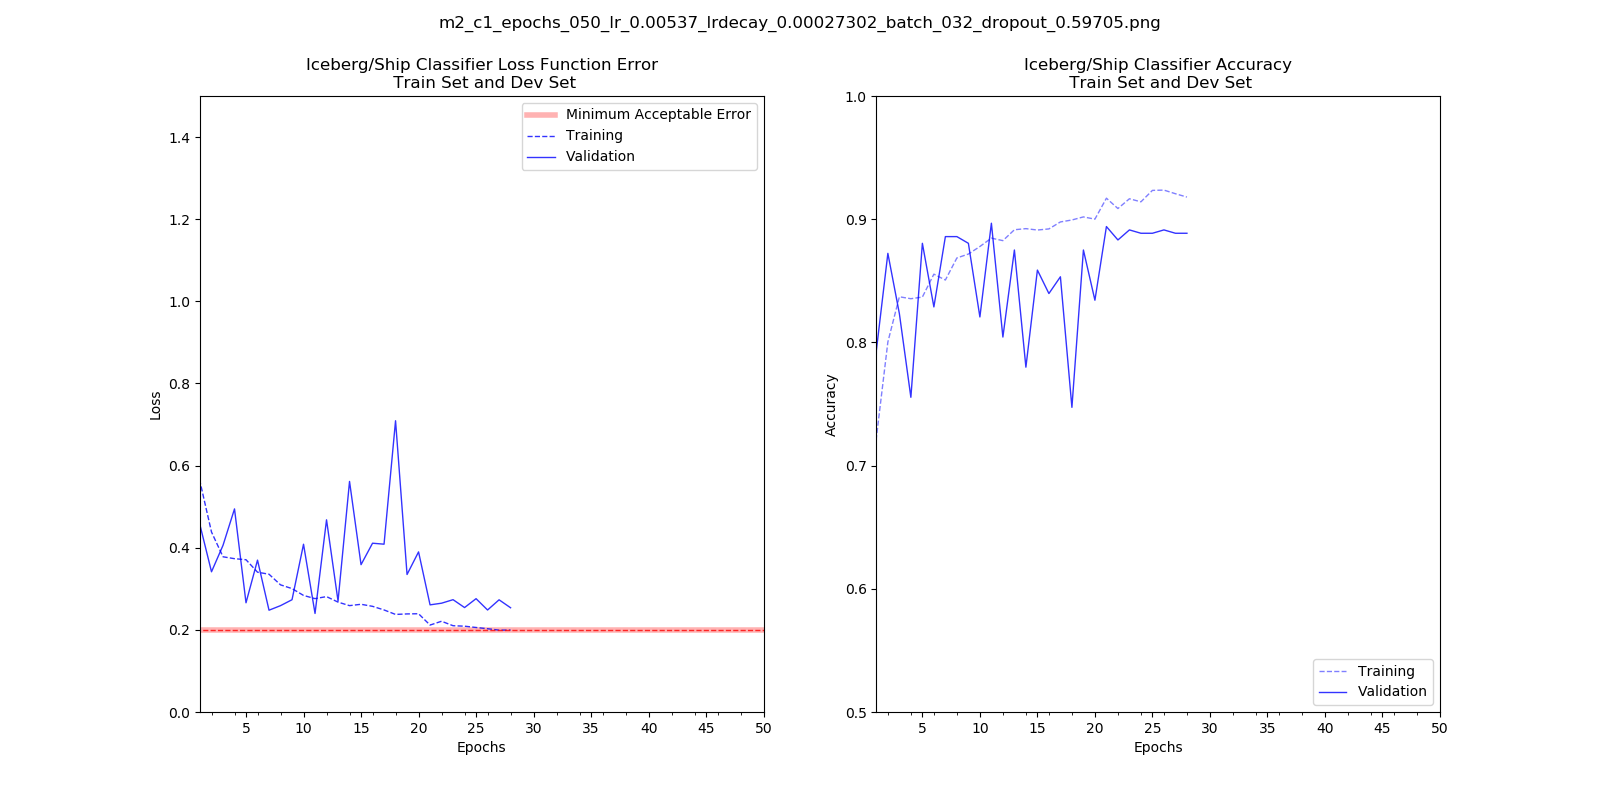 m2_c1_epochs_050_lr_0.00537_lrdecay_0.00027302_batch_032_dropout_0.59705.png
Iceberg/Ship Classifier Loss Function Error
Train Set and Dev Set
Minimum Acceptable Error
Training
Validation
1.4
1.2
1.0
0.8
0.6
0.4
0.2
0.0
Loss
5 10 15 20 25 30 35 40 45 50
Epochs
Iceberg/Ship Classifier Accuracy
Train Set and Dev Set
1.0
0.9
0.8
0.7
0.6
0.5
Accuracy
Training
Validation
5 10 15 20 25 30 35 40 45 50
Epochs